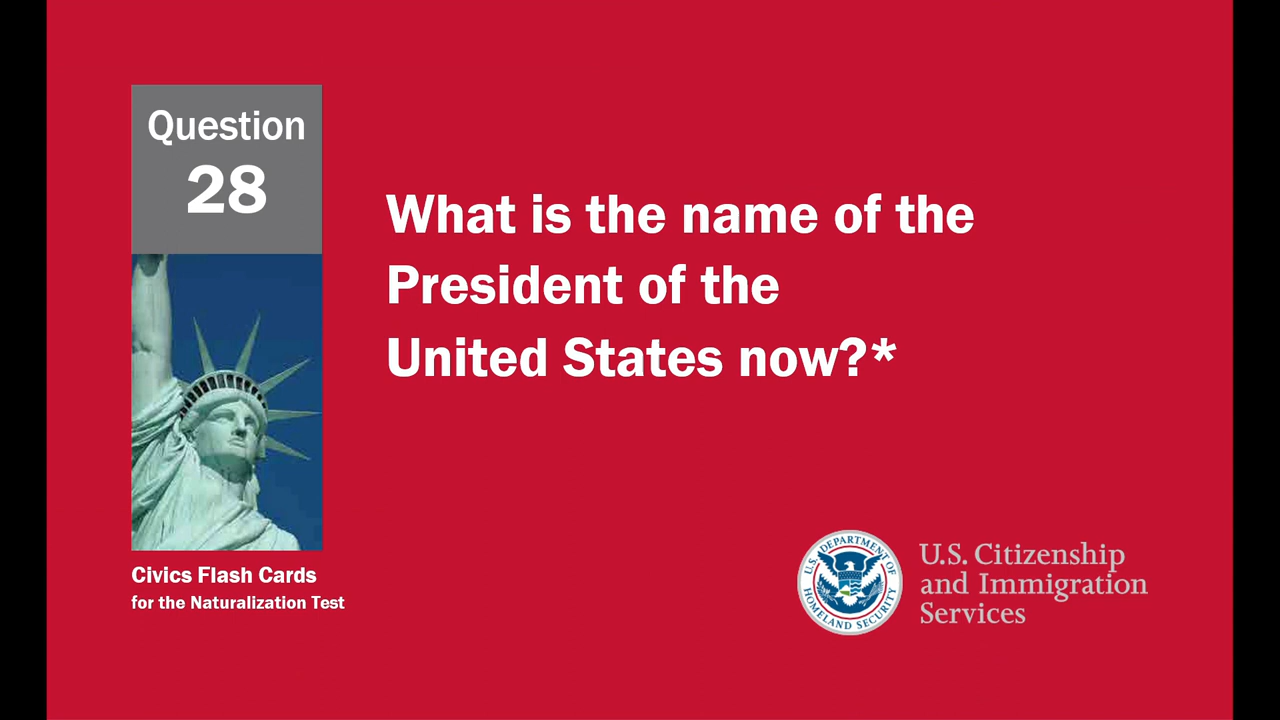 Question
28
What is the name of the
President of the
United States now?*
Civics Flash Cards
for the Naturalization Test
U.S. DEPARTMENT OF
HOMELAND SECURITY
U.S. Citizenship
and Immigration
Services